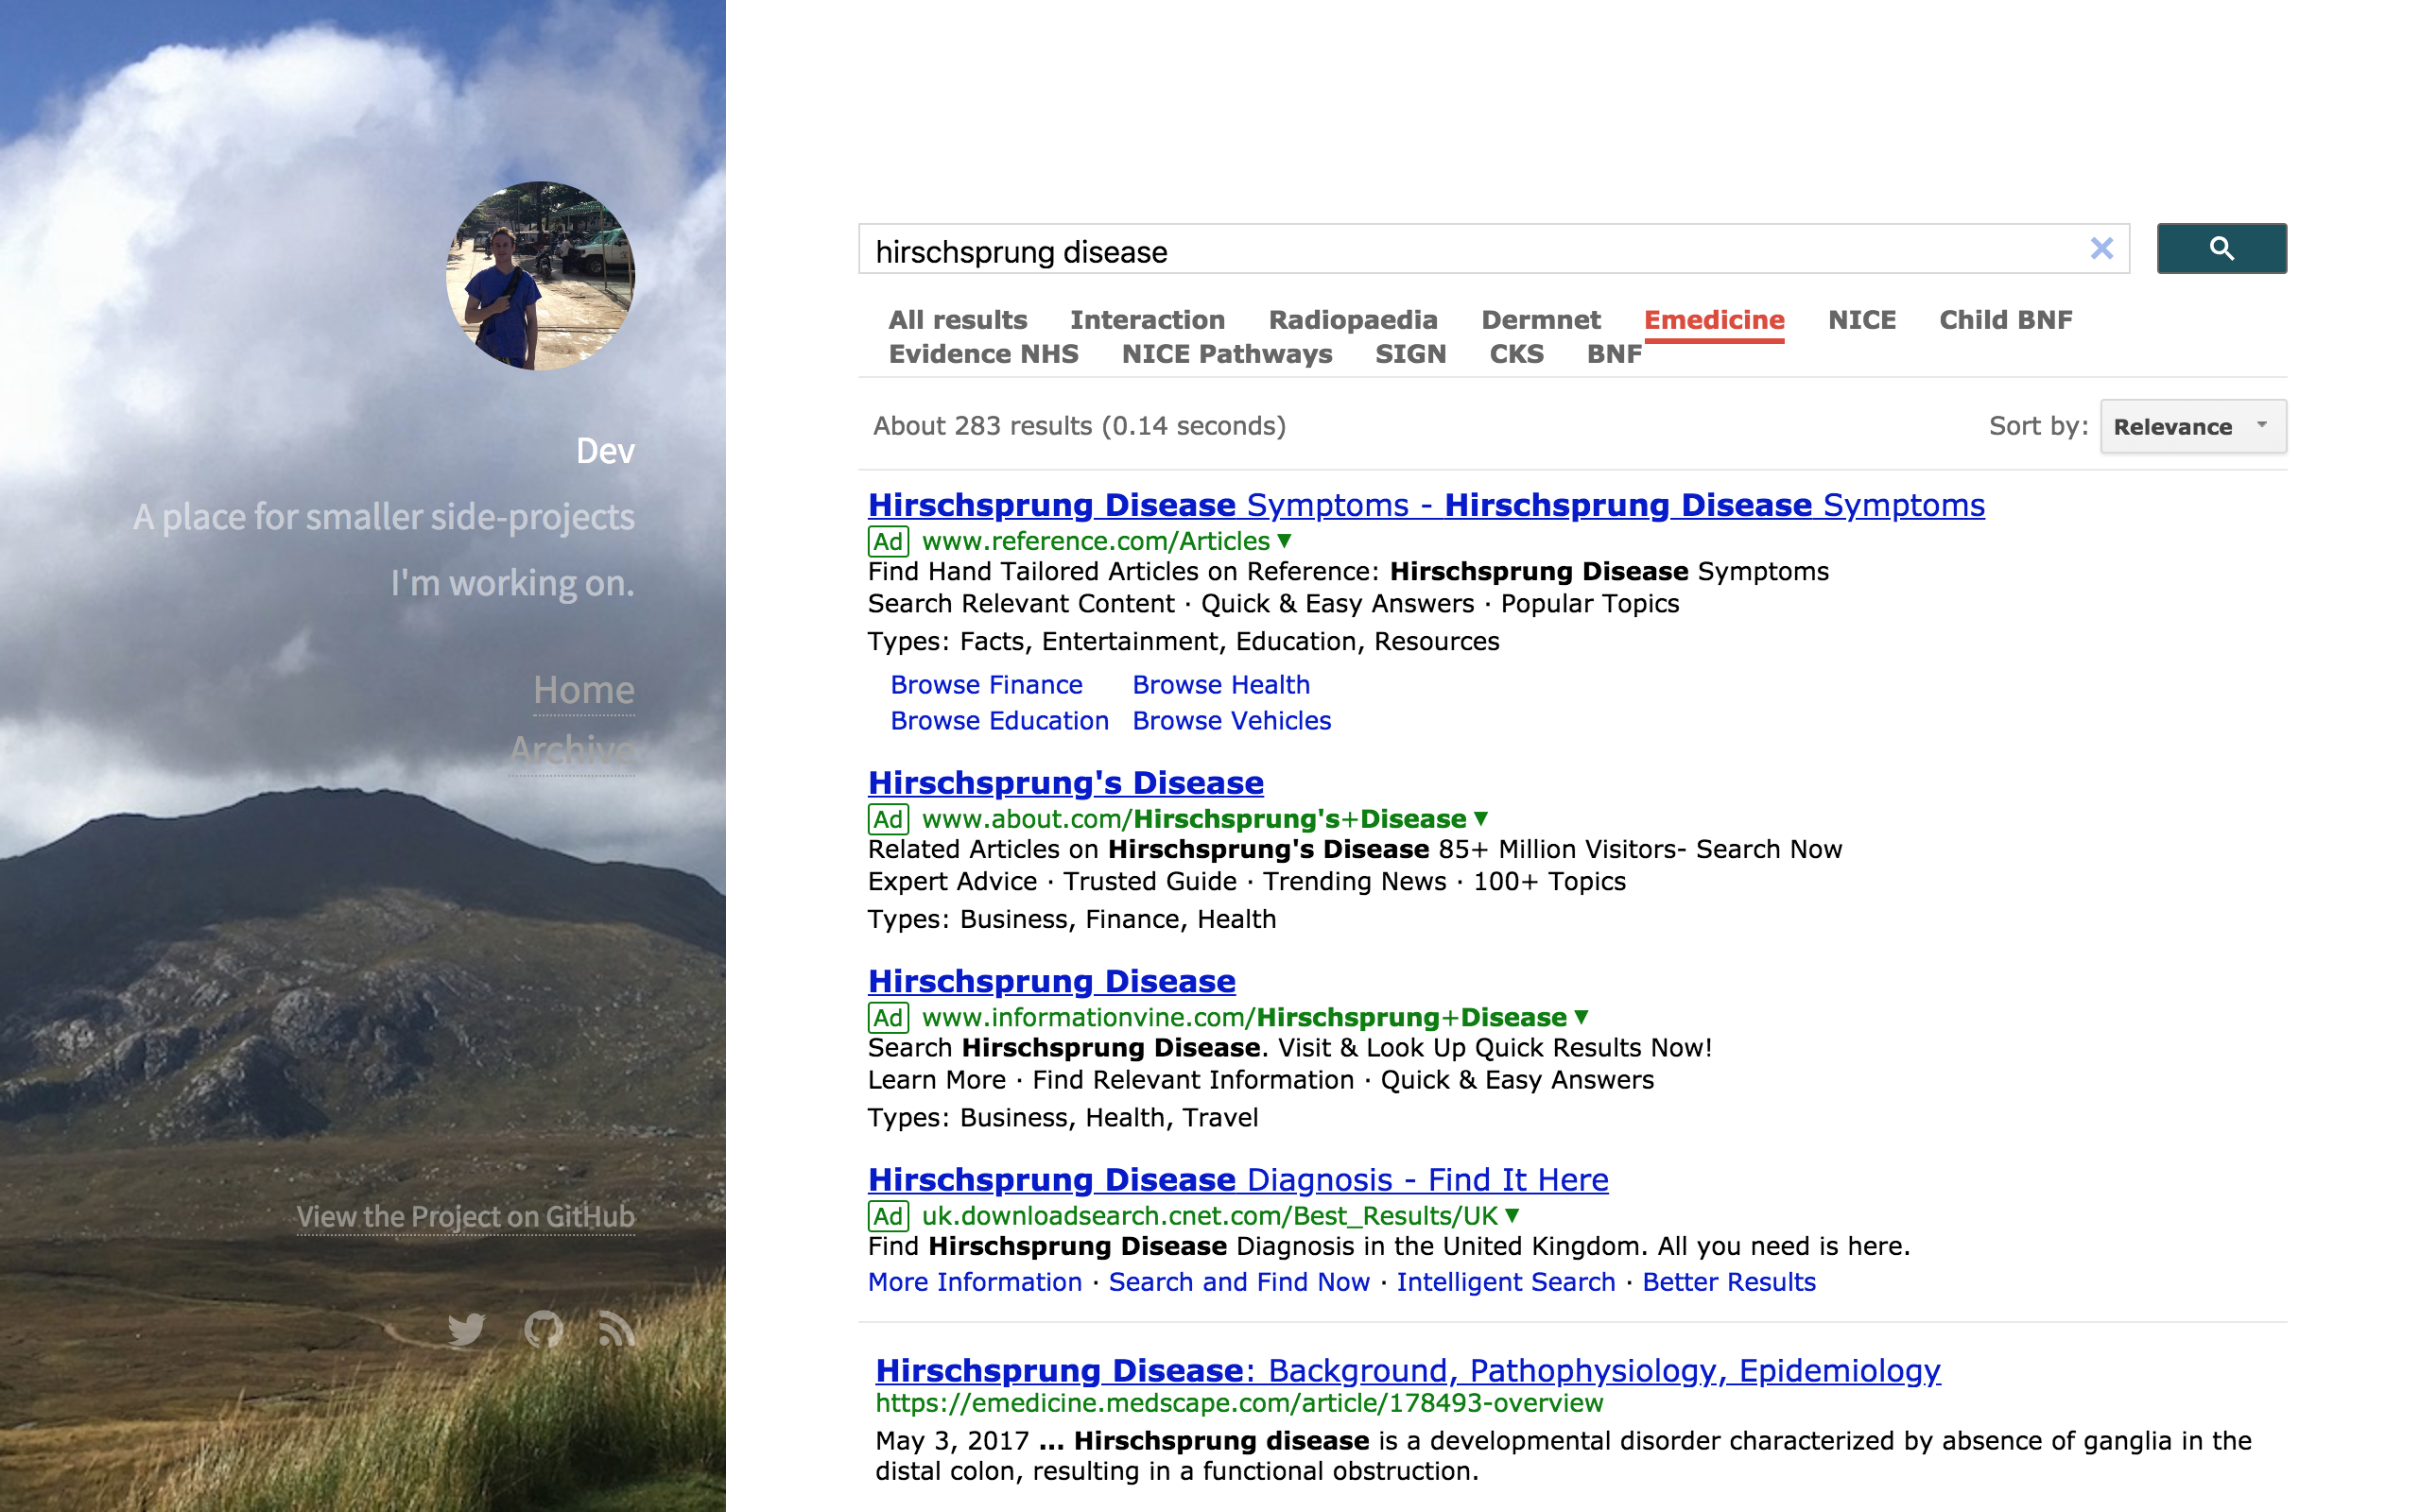 Dev
A place for smaller side-projects
I'm working on.
Home
Archive
View the Project on GitHub
hirschsprung disease
All results Interaction Radiopaedia Dermnet Emedicine NICE Child BNF
Evidence NHS NICE Pathways SIGN CKS BNF
About 283 results (0.14 seconds)
Sort by: Relevance
Hirschsprung Disease Symptoms - Hirschsprung Disease Symptoms
Ad www.reference.com/Articles
Find Hand Tailored Articles on Reference: Hirschsprung Disease Symptoms
Search Relevant Content · Quick & Easy Answers · Popular Topics
Types: Facts, Entertainment, Education, Resources
Browse Finance Browse Health
Browse Education Browse Vehicles
Hirschsprung's Disease
Ad www.about.com/Hirschsprung's+Disease
Related Articles on Hirschsprung's Disease 85+ Million Visitors- Search Now
Expert Advice · Trusted Guide · Trending News · 100+ Topics
Types: Business, Finance, Health
Hirschsprung Disease
Ad www.informationvine.com/Hirschsprung+Disease
Search Hirschsprung Disease. Visit & Look Up Quick Results Now!
Learn More · Find Relevant Information · Quick & Easy Answers
Types: Business, Health, Travel
Hirschsprung Disease Diagnosis - Find It Here
Ad uk.downloadsearch.cnet.com/Best_Results/UK
Find Hirschsprung Disease Diagnosis in the United Kingdom. All you need is here.
More Information · Search and Find Now · Intelligent Search · Better Results
Hirschsprung Disease: Background, Pathophysiology, Epidemiology
https://emedicine.medscape.com/article/178493-overview
May 3, 2017 ... Hirschsprung disease is a developmental disorder characterized by absence of ganglia in the
distal colon, resulting in a functional obstruction.